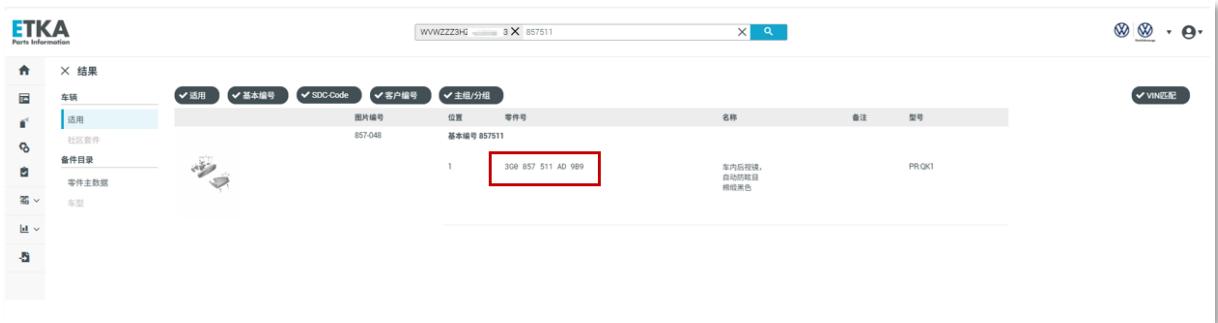 ETKA
Parts Information
WVWZZZ3HZ 3 X 857511
结果
车辆
适用
社区套件
备件目录
零件主数据
车型
适用 基本编号 SDC-Code 客户编号 主组/分组 VIN匹配
图片编号 位置 零件号 名称 备注 型号
857-048 基本编号 857511
1 3G0 857 511 AD 9B9 车内后视镜, PR:QK1
自动防眩目
绸缎黑色